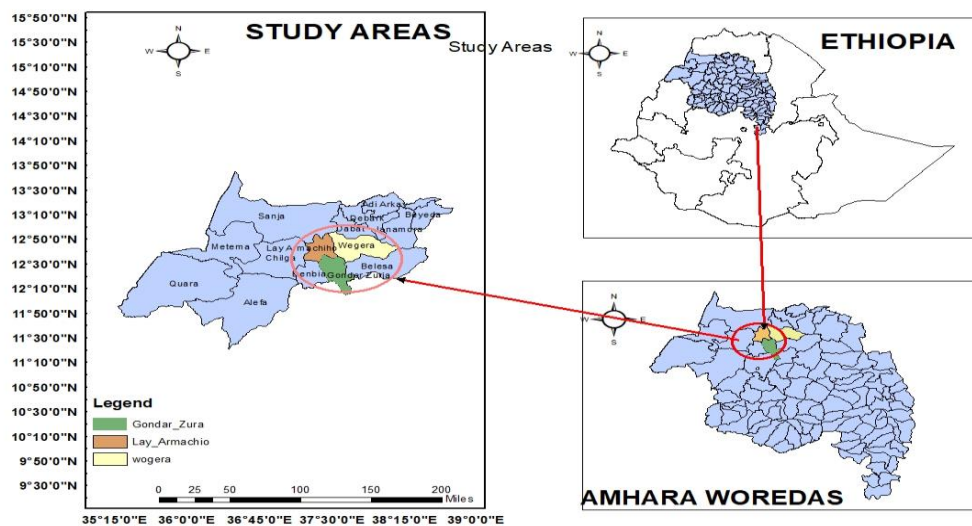 STUDY AREAS
N
W E
S
15°50'0"N
15°30'0"N
15°10'0"N
14°50'0"N
14°30'0"N
14°10'0"N
13°50'0"N
13°30'0"N
13°10'0"N
12°50'0"N
12°30'0"N
12°10'0"N
11°50'0"N
11°30'0"N
11°10'0"N
10°50'0"N
10°30'0"N
10°10'0"N
9°50'0"N
9°30'0"N
Adi Arkay
Sanja
Debark
Beyeda
Dabat Janamora
Metema
Lay Armachiho
Wegera
Chilga
Belesa
Quara
Gondar Zuria
Alefa
Legend
Gondar_Zura
Lay_Armachio
wogera
0 25 50 100 150 200
Miles
35°15'0"E 36°0'0"E 36°45'0"E 37°30'0"E 38°15'0"E 39°0'0"E
Study Areas
N
W E
S
ETHIOPIA
N
W E
S
AMHARA WOREDAS